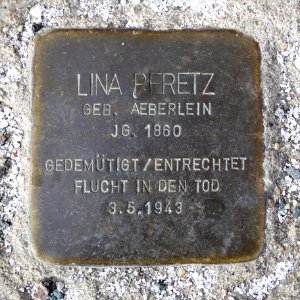 LINA PERETZ
GEB. AEBERLEIN
JG. 1860
GEDEMÜTIGT/ENTRECHTET
FLUCHT IN DEN TOD
3.5.1943